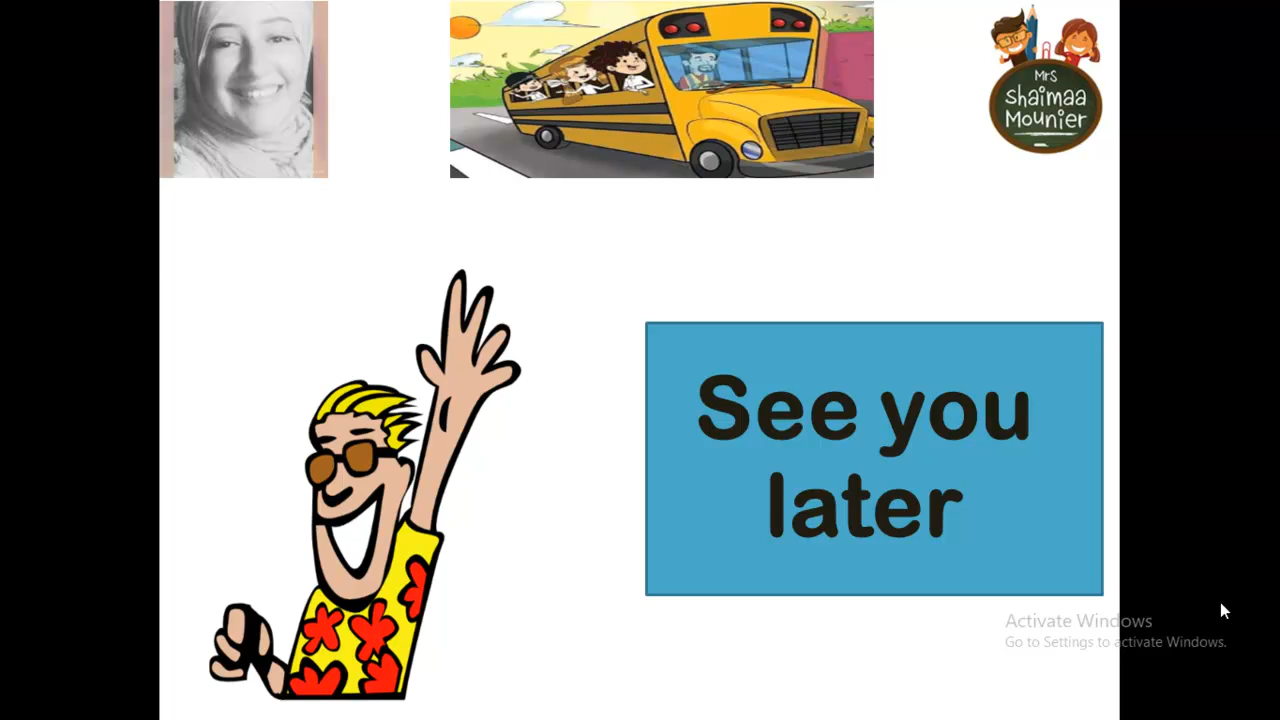 Mrs
Shaimaa
Mounier
See you
later
Activate Windows
Go to Settings to activate Windows.